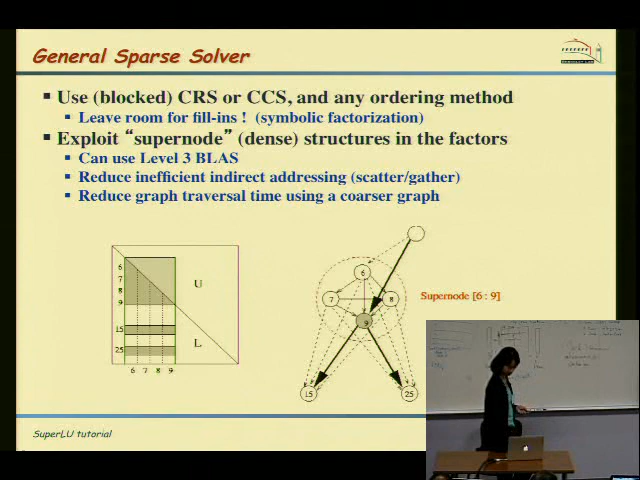 General Sparse Solver
▪ Use (blocked) CRS or CCS, and any ordering method
▪ Leave room for fill-ins ! (symbolic factorization)
▪ Exploit “supernode” (dense) structures in the factors
▪ Can use Level 3 BLAS
▪ Reduce inefficient indirect addressing (scatter/gather)
▪ Reduce graph traversal time using a coarser graph
6
7
8
9
15
25
U
L
6 7 8 9
6
7
8
9
15
25
Supernode [6 : 9]
SuperLU tutorial